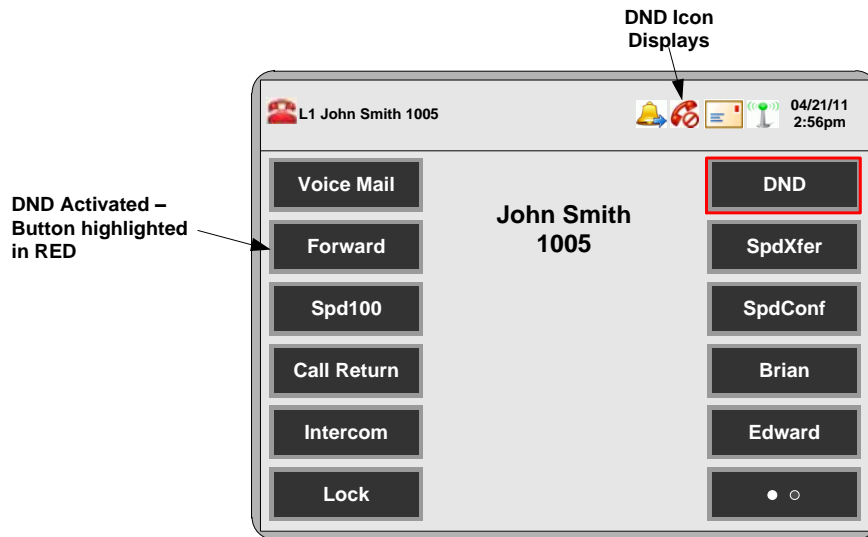 DND Icon
Displays
L1 John Smith 1005
04/21/11
2:56pm
DND Activated –
Button highlighted
in RED
Voice Mail
Forward
Spd100
Call Return
Intercom
Lock
John Smith
1005
DND
SpdXfer
SpdConf
Brian
Edward